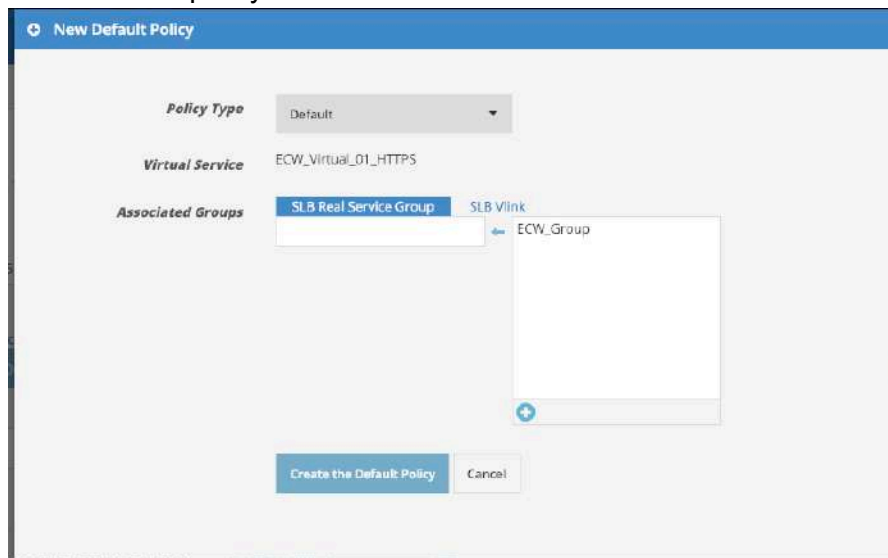 New Default Policy
Policy Type
Default
Virtual Service
ECW_Virtual_01_HTTPS
Associated Groups
SLB Real Service Group
SLB Vlink
ECW_Group
Create the Default Policy
Cancel